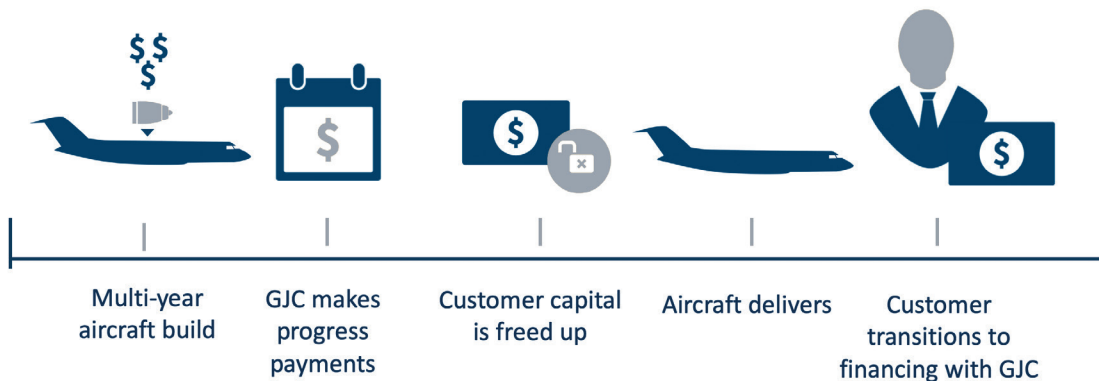 $ $
$
$
$
$
Multi-year
aircraft build
GJC makes
progress
payments
Customer capital
is freed up
Aircraft delivers
Customer
transitions to
financing with GJC